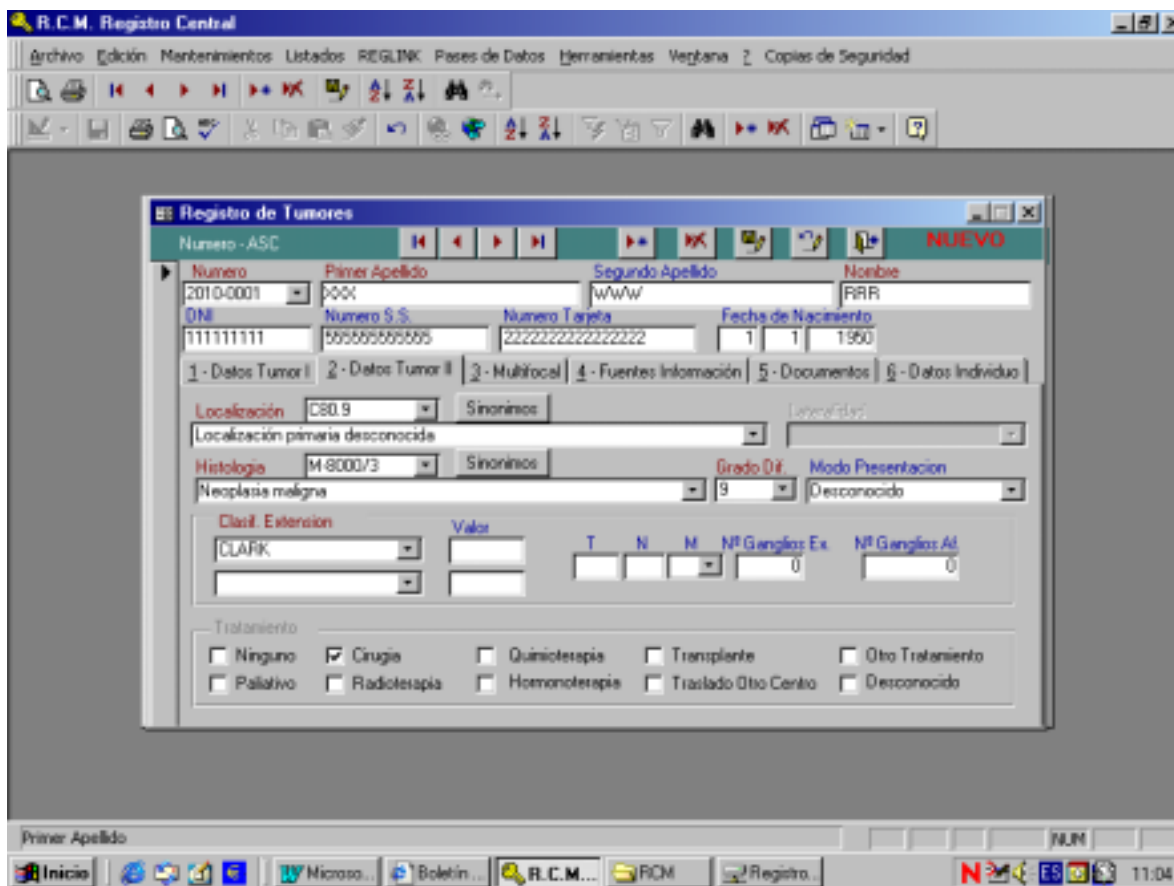 R.C.M. Registro Central
Archivo Edición Mantenimientos Listados REGLINK Pases de Datos Herramientas Ventana ? Copias de Seguridad
Registro de Tumores
Numero - ASC NUEVO
Numero Primer Apellido Segundo Apellido Nombre
2010-0001 XXX WWW RRR
DNI Numero S.S. Numero Tarjeta Fecha de Nacimiento
111111111 555555555555 2222222222222222 1 1 1950
1 - Datos Tumor I 2 - Datos Tumor II 3 - Multifocal 4 - Fuentes Información 5 - Documentos 6 - Datos Individuo
Localización C80.9 Sinonimos [Lateralidad]
Localización primaria desconocida
Histologia M-8000/3 Sinonimos Grado Dif. Modo Presentacion
Neoplasia maligna 9 Desconocido
Clasif. Extension Valor
CLARK T N M Nº Ganglios Ex. Nº Ganglios Af.
0 0
Tratamiento
Ninguno Cirugia Quimioterapia Transplante Otro Tratamiento
Paliativo Radioterapia Hormonoterapia Traslado Otro Centro Desconocido
Primer Apellido NUM
Inicio Microso... Boletín ... R.C.M... RCM Registro... ES 11:04